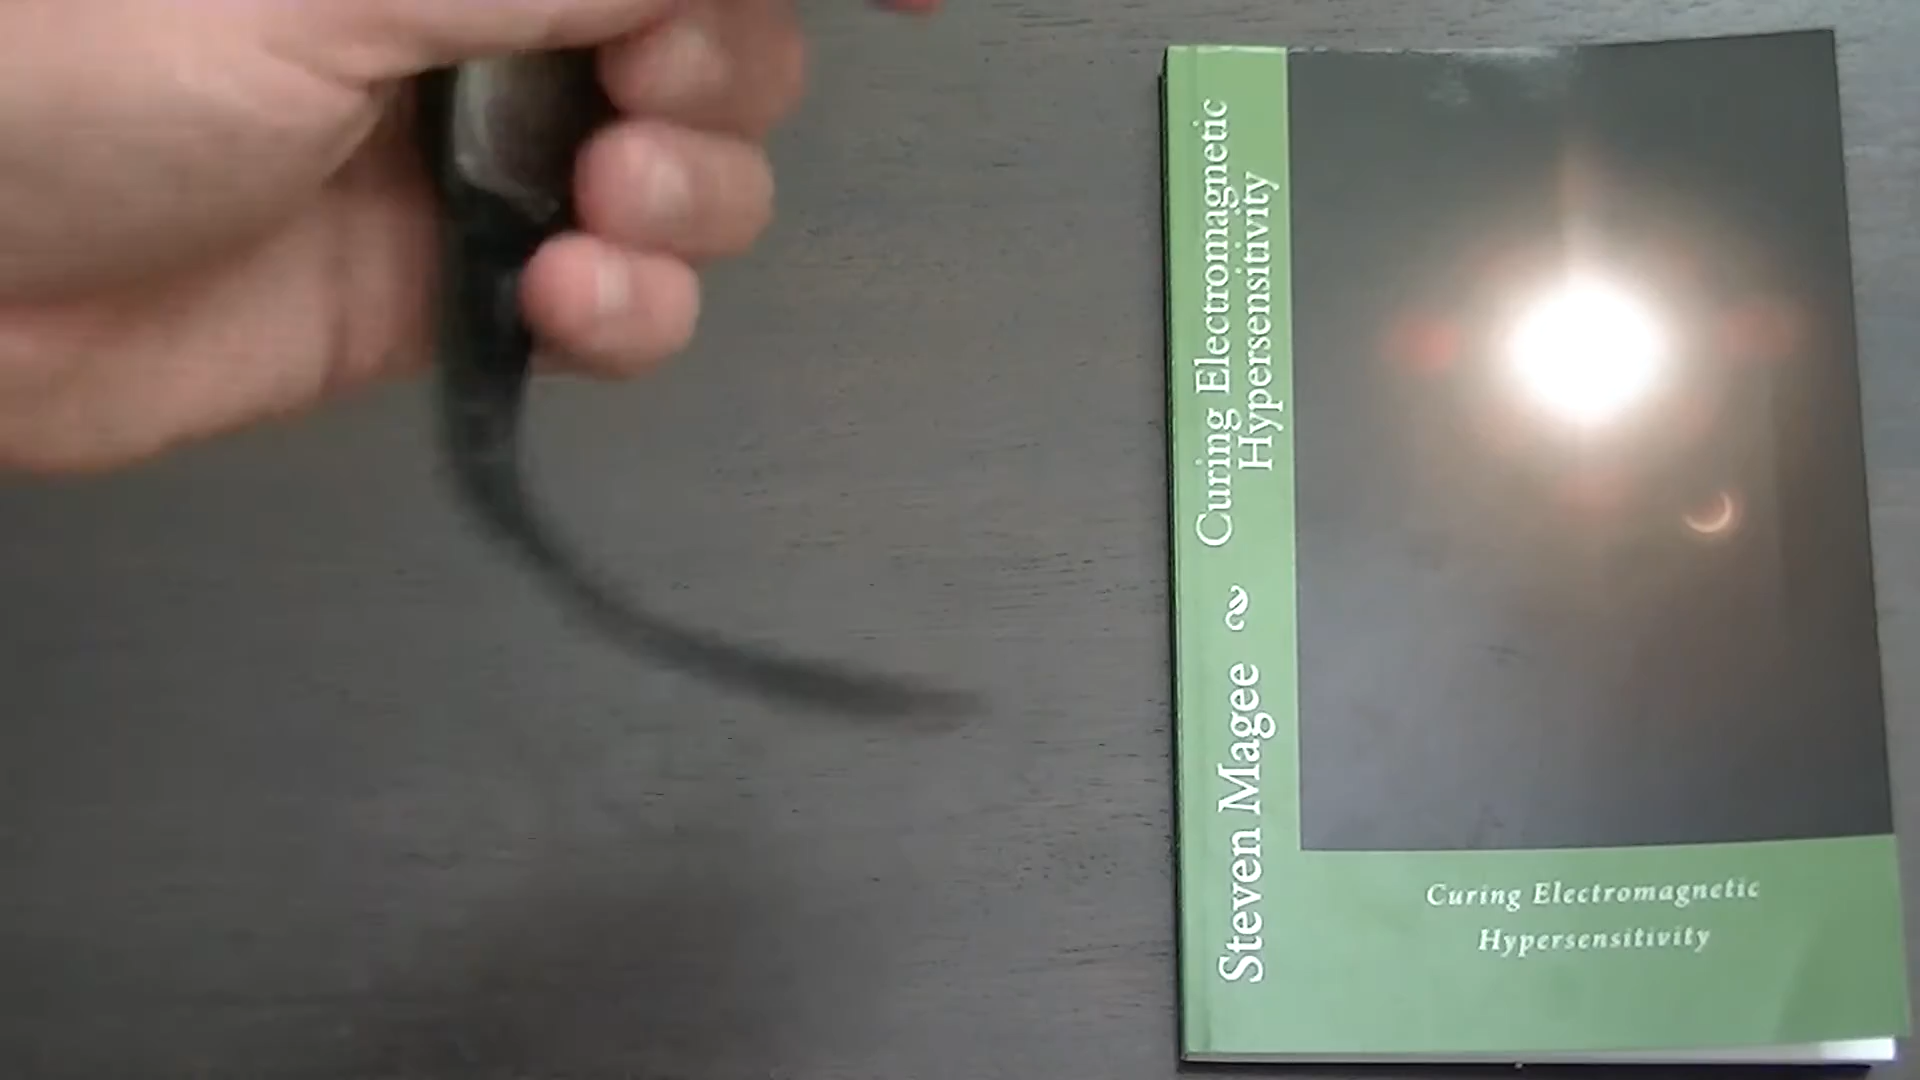 Steven Magee
Curing Electromagnetic
Hypersensitivity
Curing Electromagnetic
Hypersensitivity